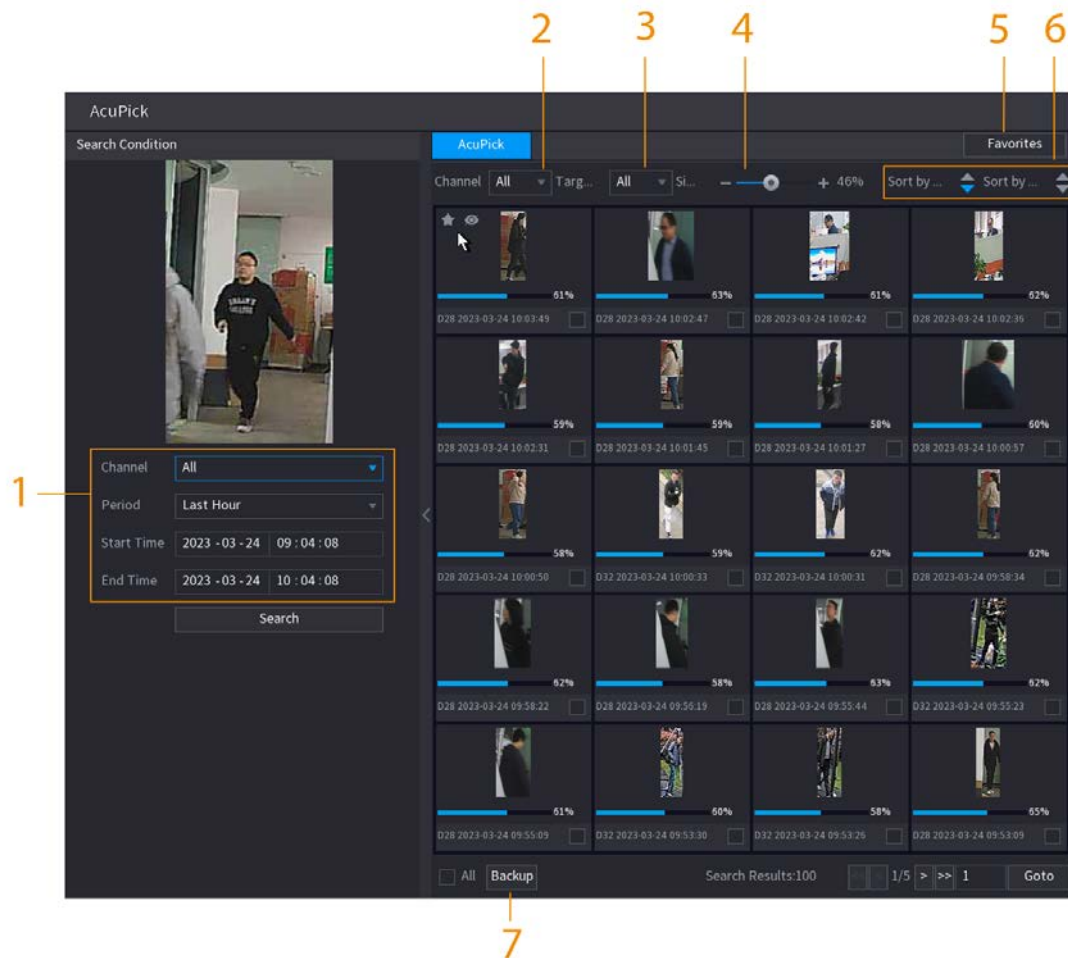 2 3 4 5 6
AcuPick
Search Condition
AcuPick
Favorites
Channel All Targ... All Si... − + 46% Sort by ... Sort by ...
61% 63% 61% 62%
D28 2023-03-24 10:03:49 D28 2023-03-24 10:02:47 D28 2023-03-24 10:02:42 D28 2023-03-24 10:02:36
59% 59% 58% 60%
D28 2023-03-24 10:02:31 D28 2023-03-24 10:01:45 D28 2023-03-24 10:01:27 D28 2023-03-24 10:00:57
1
Channel All
Period Last Hour
Start Time 2023 -03 -24 09 : 04 : 08
End Time 2023 -03 -24 10 : 04 : 08
Search
58% 59% 62% 62%
D28 2023-03-24 10:00:50 D32 2023-03-24 10:00:33 D32 2023-03-24 10:00:31 D28 2023-03-24 09:58:34
62% 58% 63% 62%
D28 2023-03-24 09:58:22 D28 2023-03-24 09:56:19 D28 2023-03-24 09:55:44 D32 2023-03-24 09:55:23
61% 60% 58% 65%
D28 2023-03-24 09:55:09 D32 2023-03-24 09:53:30 D32 2023-03-24 09:53:26 D28 2023-03-24 09:53:09
All Backup Search Results:100 1/5 > >> 1 Goto
7